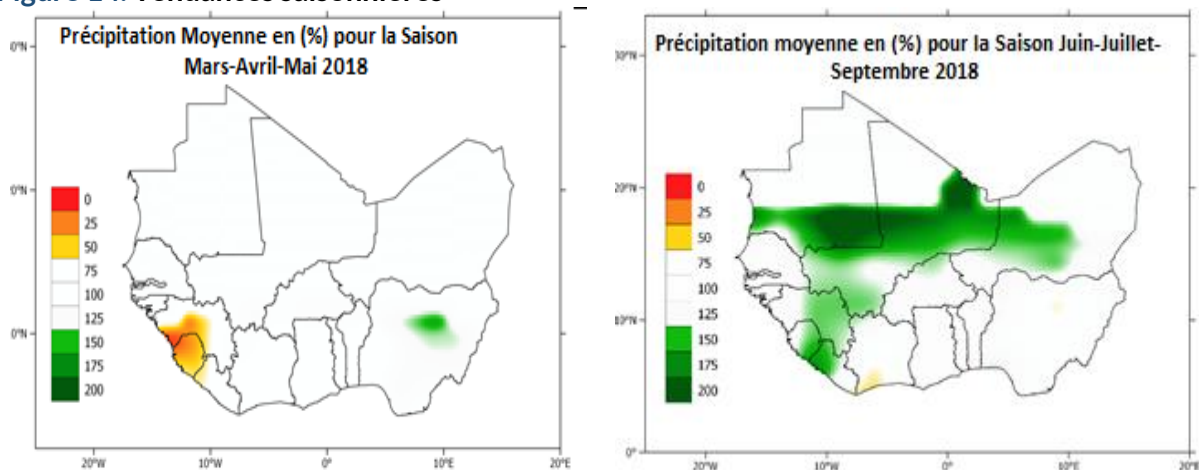 Tendances saisonnières
Précipitation Moyenne en (%) pour la Saison
Mars-Avril-Mai 2018
0
25
50
75
100
125
150
175
200
0°N
0°N
0°N
20°W
10°W
0°
10°E
20°E
Précipitation moyenne en (%) pour la Saison Juin-Juillet-
Septembre 2018
30°N
20°N
10°N
0°
0
25
50
75
100
125
150
175
200
20°W
10°W
0°
10°E
20°E